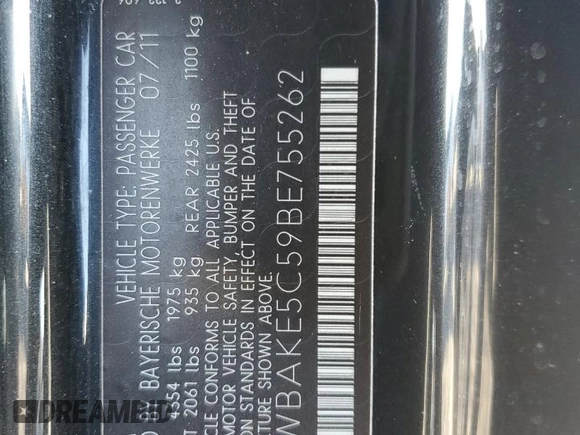 VEHICLE TYPE: PASSENGER CAR
BY BAYERISCHE MOTORENWERKE 07/11
4354 lbs 1975 kg
2061 lbs 935 kg REAR 2425 lbs 1100 kg
CONFORMS TO ALL APPLICABLE U.S.
MOTOR VEHICLE SAFETY, BUMPER AND THEFT
STANDARDS IN EFFECT ON THE DATE OF
ABOVE.
WBAKE5C59BE755262
DREAMBID